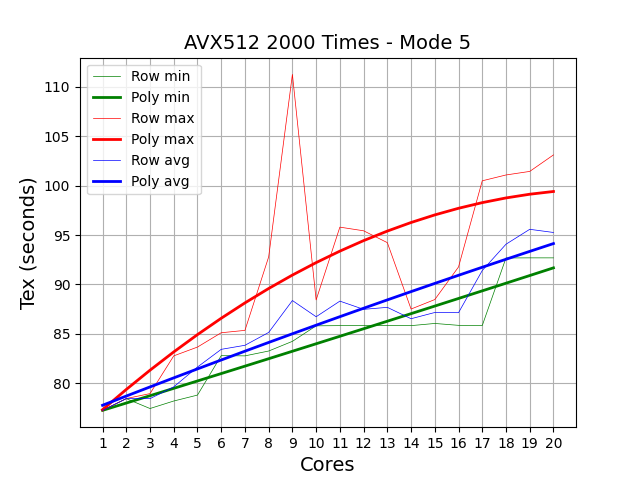 AVX512 2000 Times - Mode 5
Row min
Poly min
Row max
Poly max
Row avg
Poly avg
Tex (seconds)
110
105
100
95
90
85
80
1 2 3 4 5 6 7 8 9 10 11 12 13 14 15 16 17 18 19 20
Cores